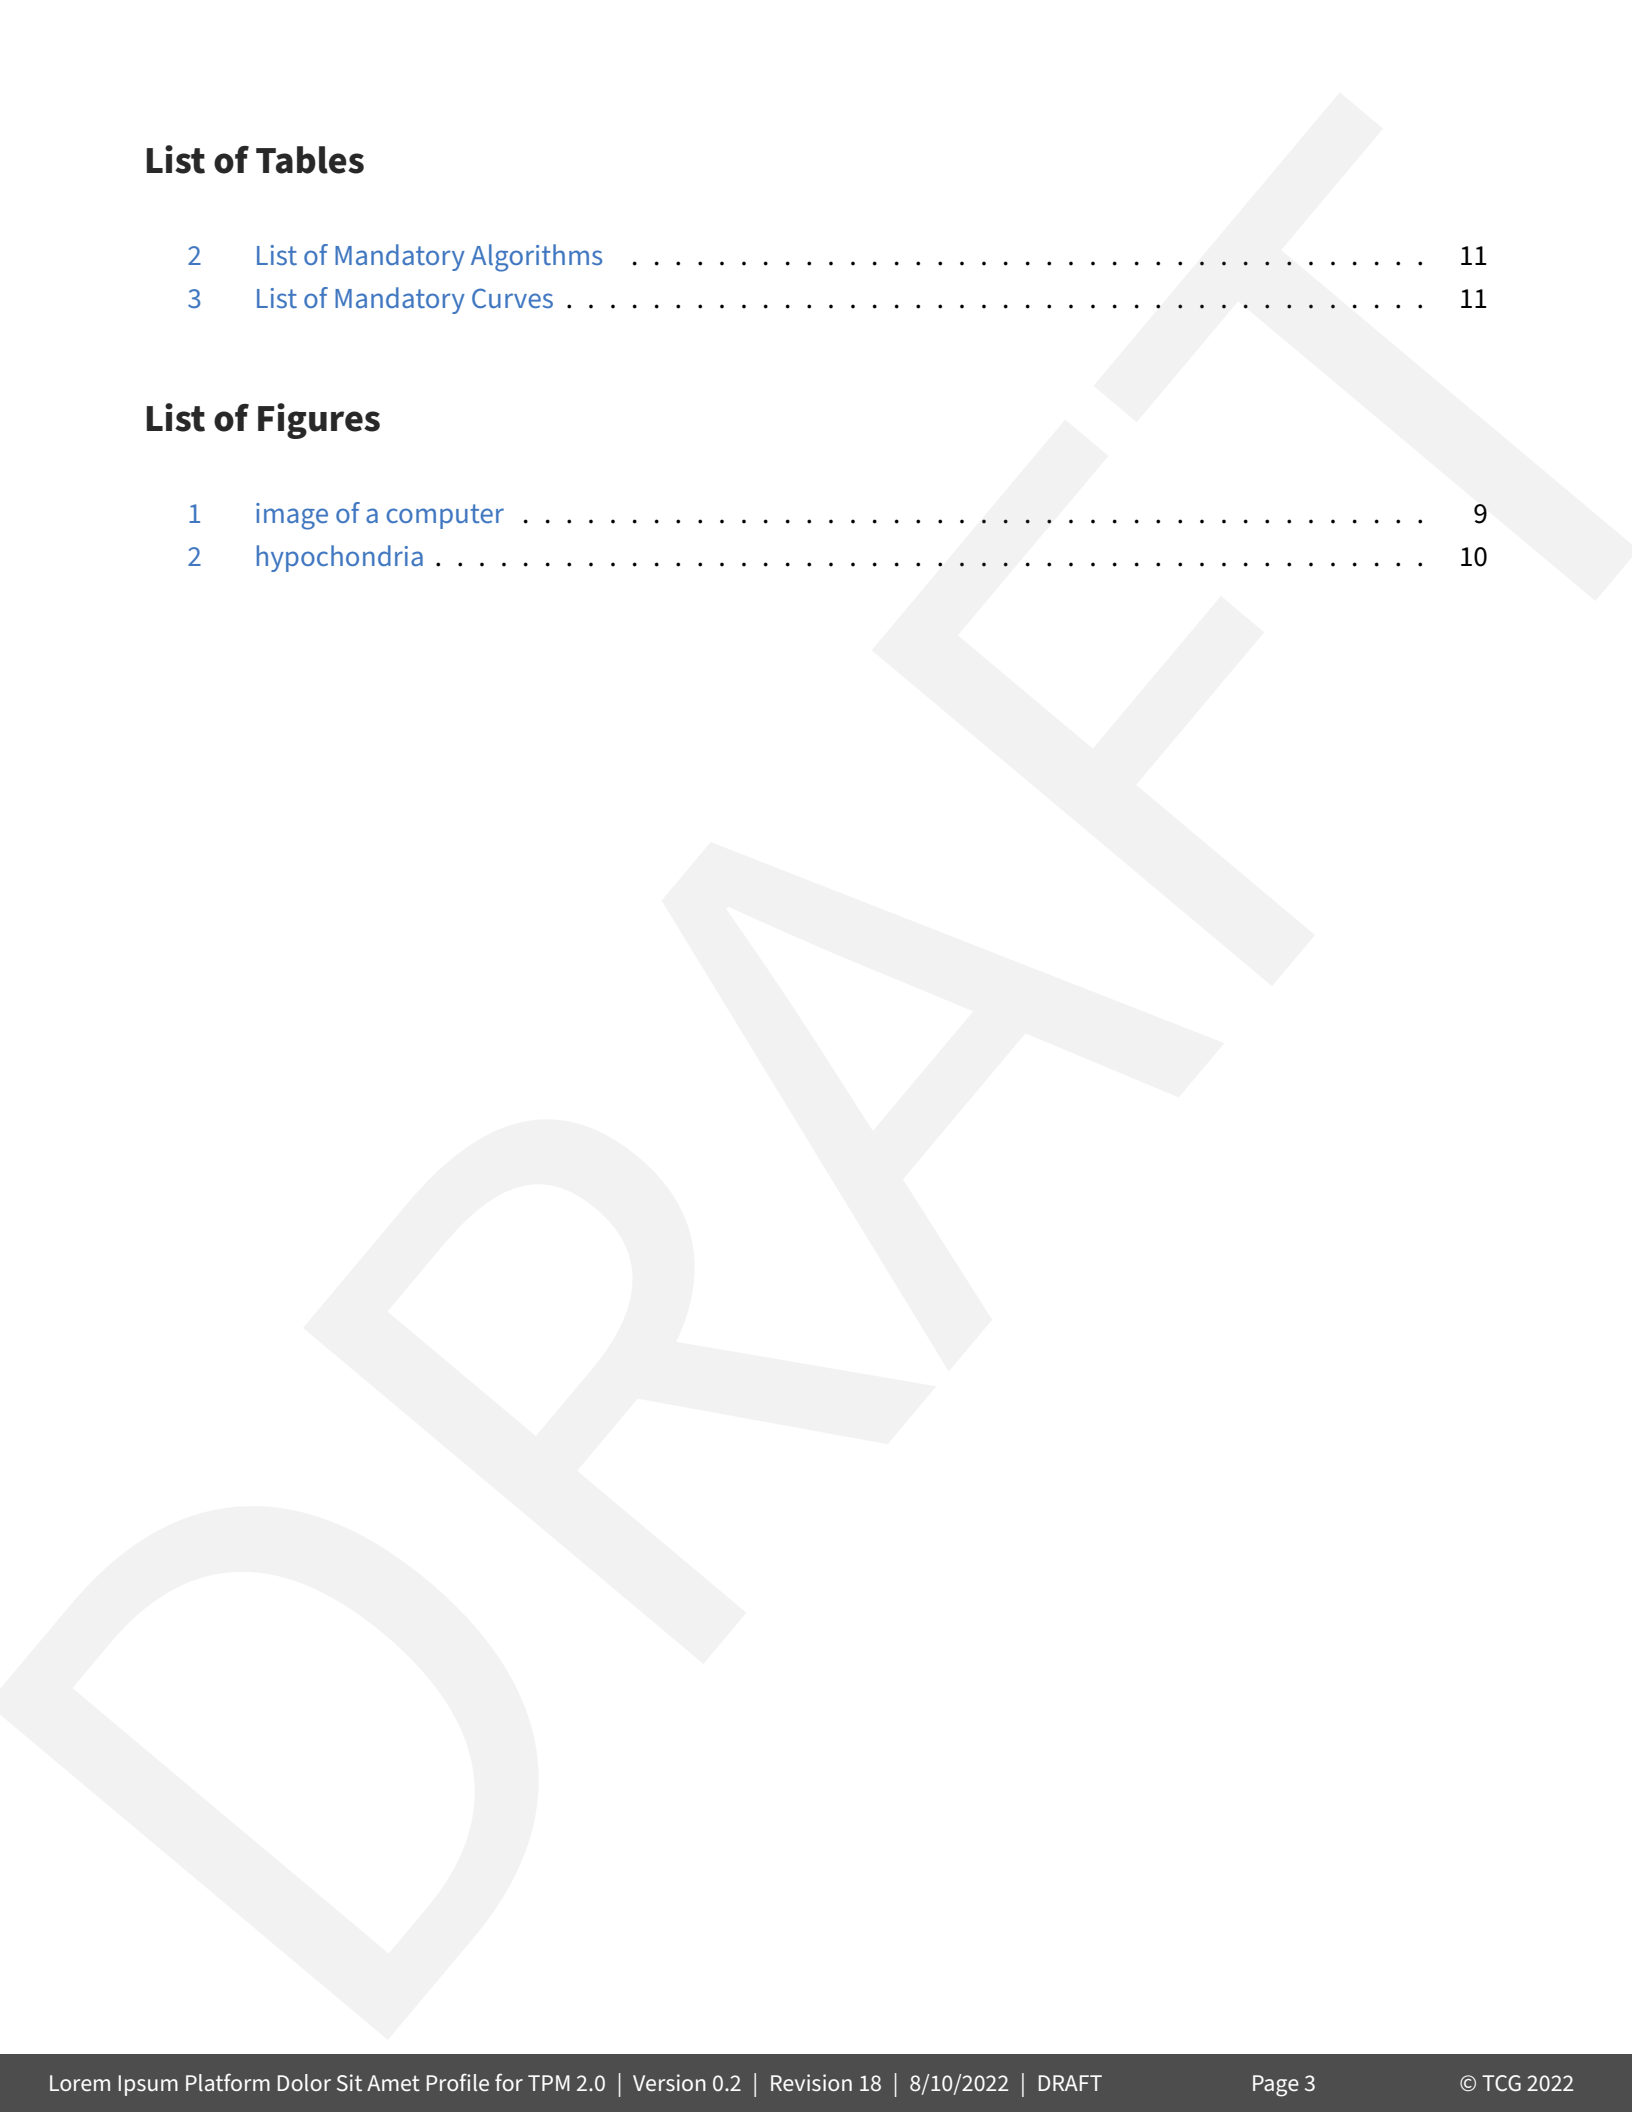 List of Tables
2 List of Mandatory Algorithms . . . . . . . . . . . . . . . . . . . . . . . . . . . . . . . . . . . . . 11
3 List of Mandatory Curves . . . . . . . . . . . . . . . . . . . . . . . . . . . . . . . . . . . . . . . . 11
List of Figures
1 image of a computer . . . . . . . . . . . . . . . . . . . . . . . . . . . . . . . . . . . . . . . . . . 9
2 hypochondria . . . . . . . . . . . . . . . . . . . . . . . . . . . . . . . . . . . . . . . . . . . . . . 10
DRAFT
Lorem Ipsum Platform Dolor Sit Amet Profile for TPM 2.0 | Version 0.2 | Revision 18 | 8/10/2022 | DRAFT Page 3 © TCG 2022